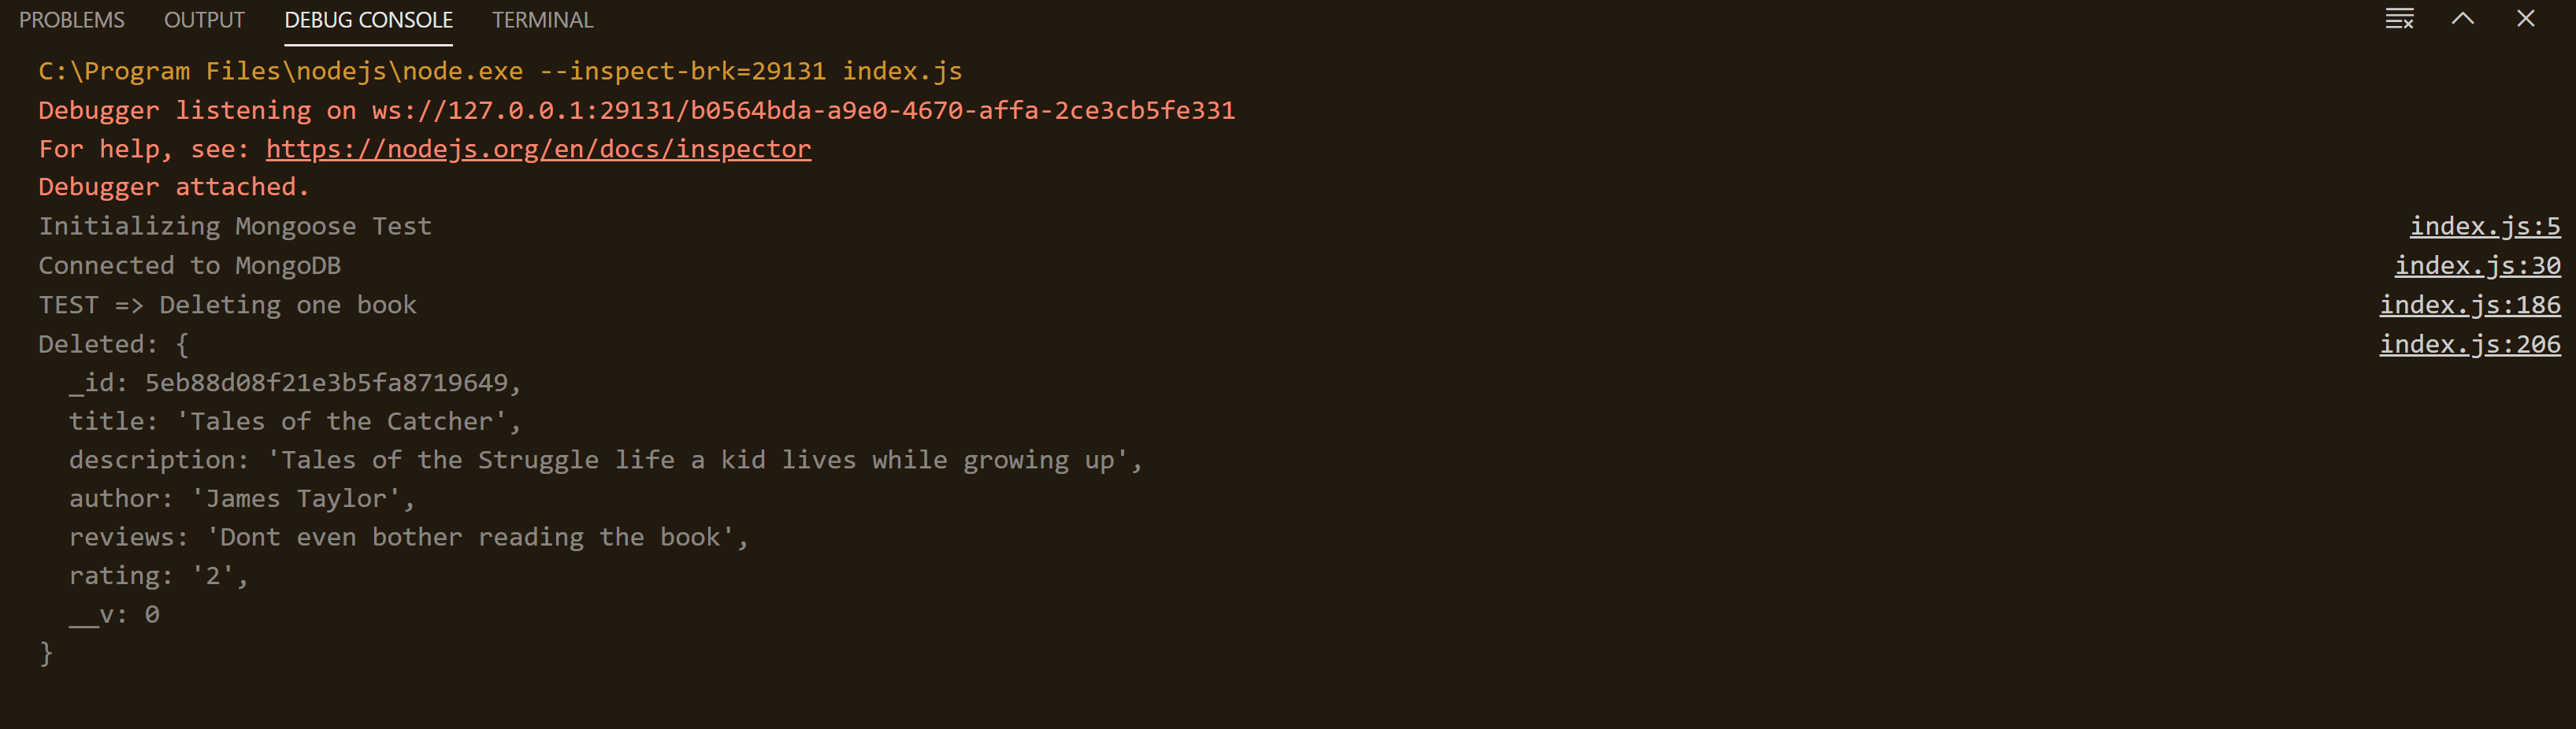 PROBLEMS OUTPUT DEBUG CONSOLE TERMINAL
C:\Program Files\nodejs\node.exe --inspect-brk=29131 index.js
Debugger listening on ws://127.0.0.1:29131/b0564bda-a9e0-4670-affa-2ce3cb5fe331
For help, see: https://nodejs.org/en/docs/inspector
Debugger attached.
Initializing Mongoose Test index.js:5
Connected to MongoDB index.js:30
TEST => Deleting one book index.js:186
Deleted: { index.js:206
  _id: 5eb88d08f21e3b5fa8719649,
  title: 'Tales of the Catcher',
  description: 'Tales of the Struggle life a kid lives while growing up',
  author: 'James Taylor',
  reviews: 'Dont even bother reading the book',
  rating: '2',
  __v: 0
}